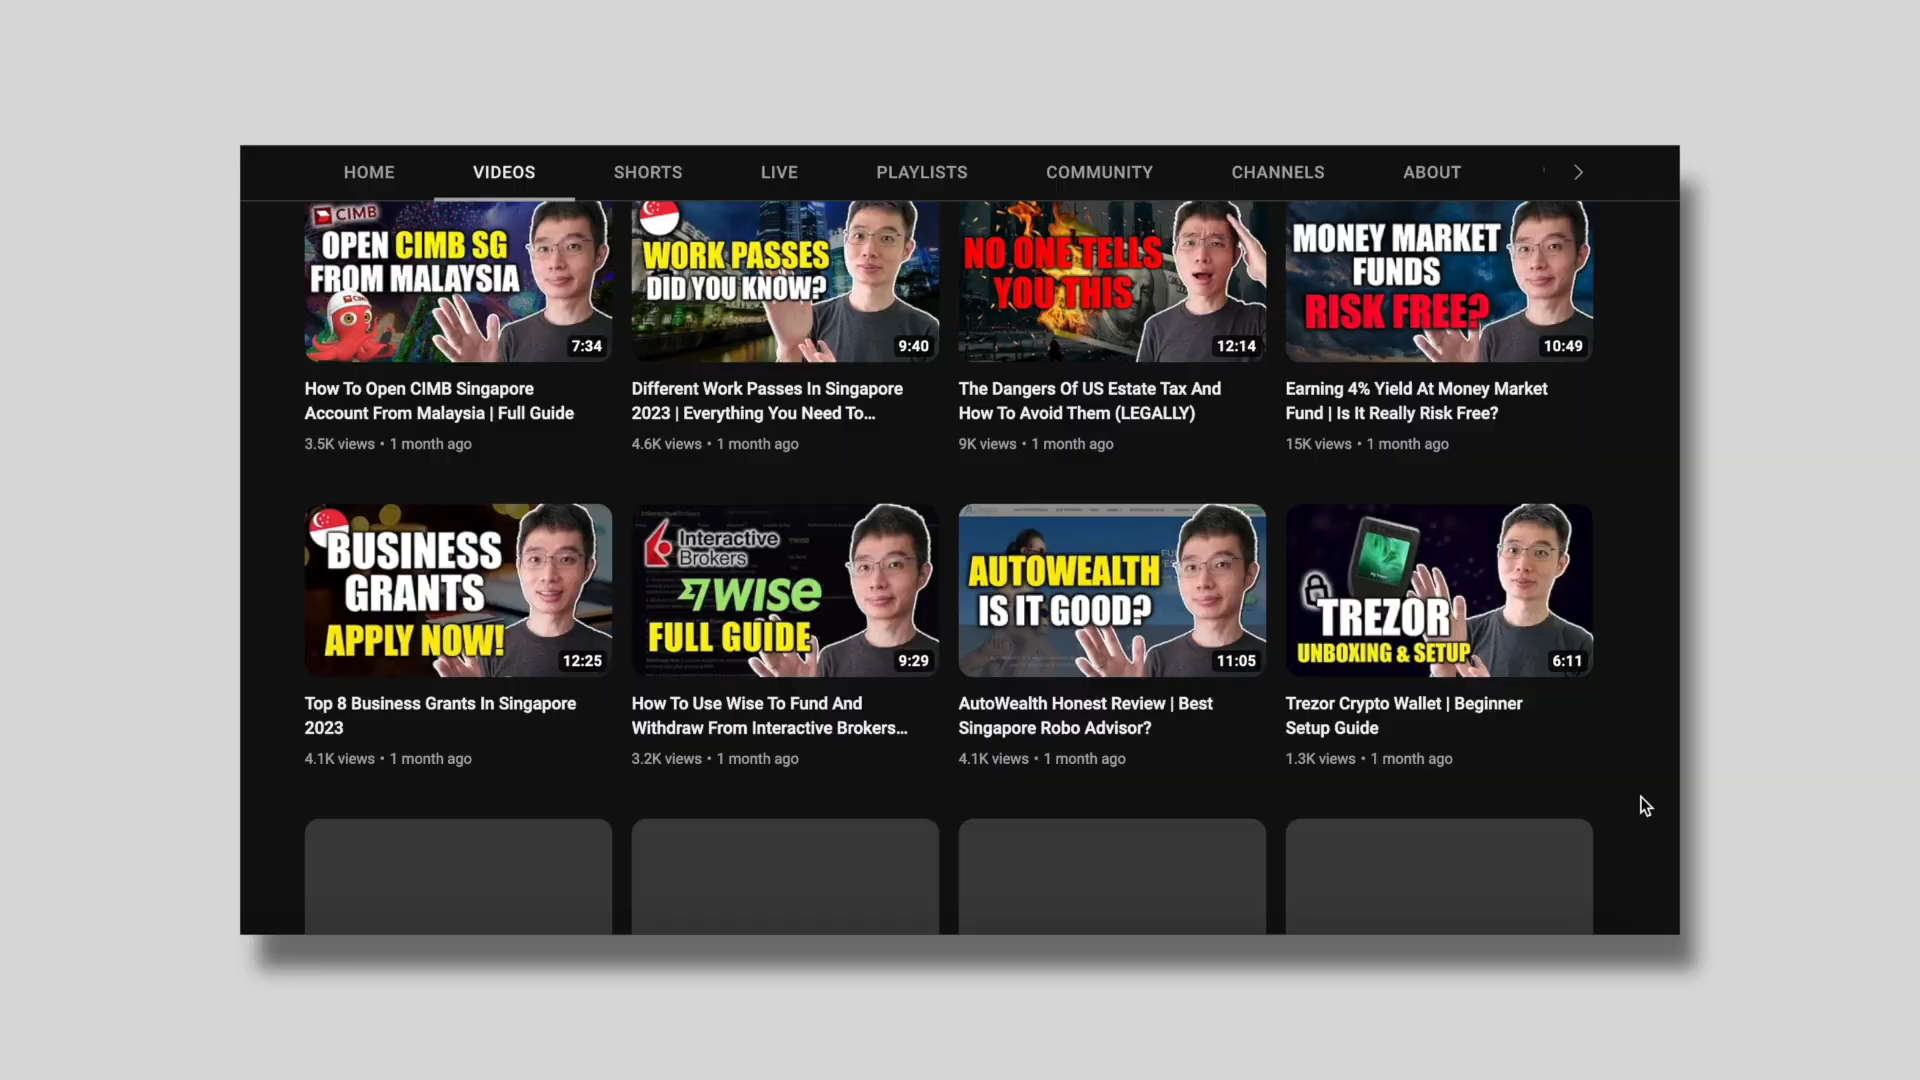 HOME VIDEOS SHORTS LIVE PLAYLISTS COMMUNITY CHANNELS ABOUT
CIMB
OPEN CIMB SG
FROM MALAYSIA
7:34
WORK PASSES
DID YOU KNOW?
9:40
NO ONE TELLS
YOU THIS
12:14
MONEY MARKET
FUNDS
RISK FREE?
10:49
How To Open CIMB Singapore
Account From Malaysia | Full Guide
3.5K views • 1 month ago
Different Work Passes In Singapore
2023 | Everything You Need To...
4.6K views • 1 month ago
The Dangers Of US Estate Tax And
How To Avoid Them (LEGALLY)
9K views • 1 month ago
Earning 4% Yield At Money Market
Fund | Is It Really Risk Free?
15K views • 1 month ago
BUSINESS
GRANTS
APPLY NOW!
12:25
Interactive
Brokers
WISE
FULL GUIDE
9:29
AUTOWEALTH
IS IT GOOD?
11:05
TREZOR
UNBOXING & SETUP
6:11
Top 8 Business Grants In Singapore
2023
4.1K views • 1 month ago
How To Use Wise To Fund And
Withdraw From Interactive Brokers...
3.2K views • 1 month ago
AutoWealth Honest Review | Best
Singapore Robo Advisor?
4.1K views • 1 month ago
Trezor Crypto Wallet | Beginner
Setup Guide
1.3K views • 1 month ago